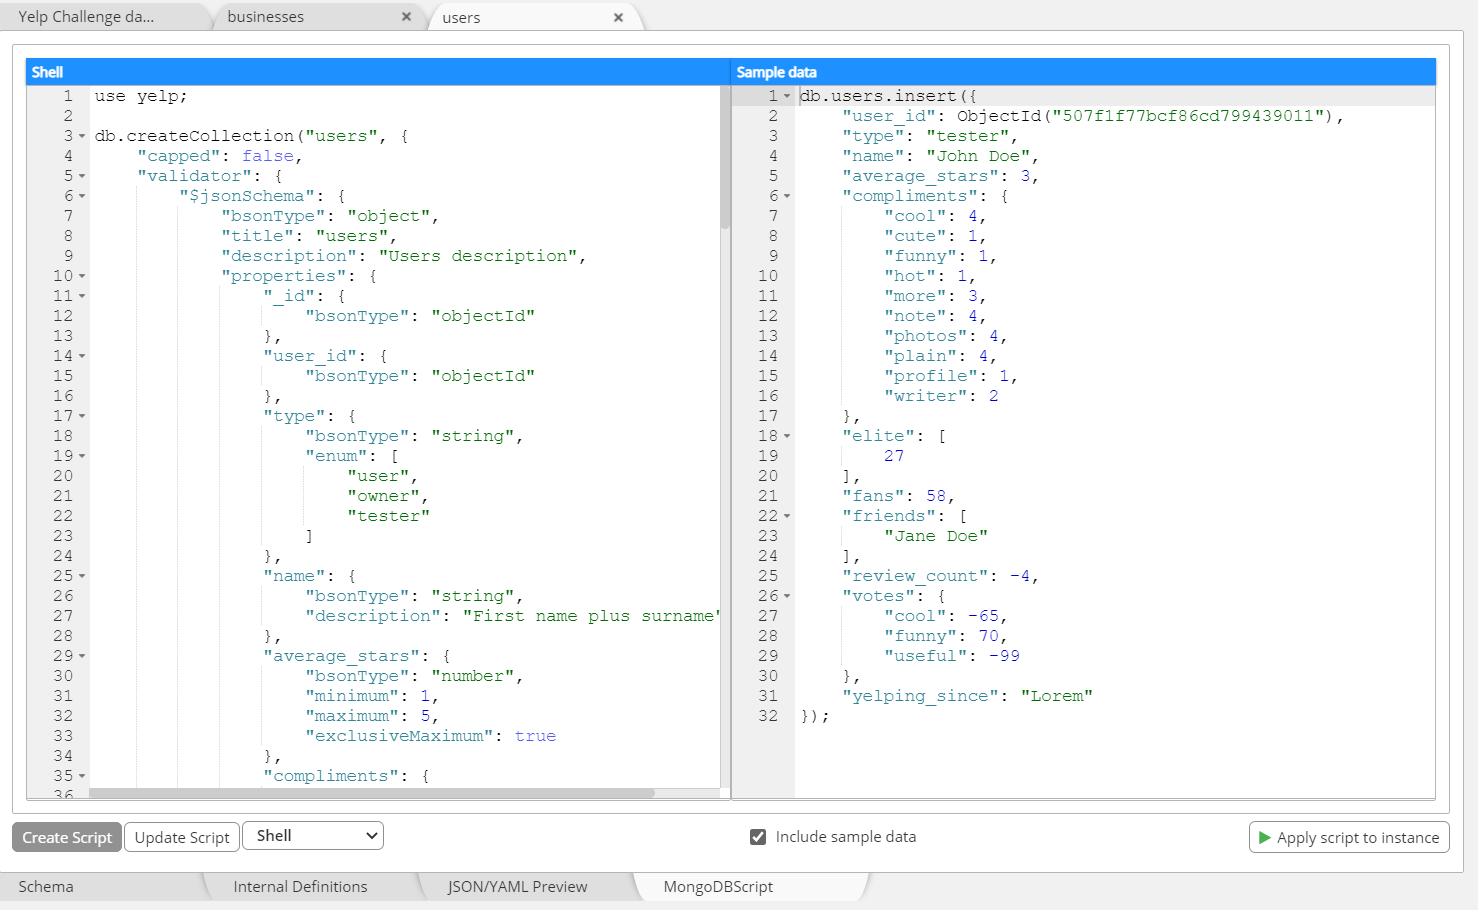 Yelp Challenge da...
businesses
users
Shell
1 use yelp;
2
3 db.createCollection("users", {
4 "capped": false,
5 "validator": {
6 "$jsonSchema": {
7 "bsonType": "object",
8 "title": "users",
9 "description": "Users description",
10 "properties": {
11 "_id": {
12 "bsonType": "objectId"
13 },
14 "user_id": {
15 "bsonType": "objectId"
16 },
17 "type": {
18 "bsonType": "string",
19 "enum": [
20 "user",
21 "owner",
22 "tester"
23 ]
24 },
25 "name": {
26 "bsonType": "string",
27 "description": "First name plus surname"
28 },
29 "average_stars": {
30 "bsonType": "number",
31 "minimum": 1,
32 "maximum": 5,
33 "exclusiveMaximum": true
34 },
35 "compliments": {
36
Sample data
1 db.users.insert({
2 "user_id": ObjectId("507f1f77bcf86cd799439011"),
3 "type": "tester",
4 "name": "John Doe",
5 "average_stars": 3,
6 "compliments": {
7 "cool": 4,
8 "cute": 1,
9 "funny": 1,
10 "hot": 1,
11 "more": 3,
12 "note": 4,
13 "photos": 4,
14 "plain": 4,
15 "profile": 1,
16 "writer": 2
17 },
18 "elite": [
19 27
20 ],
21 "fans": 58,
22 "friends": [
23 "Jane Doe"
24 ],
25 "review_count": -4,
26 "votes": {
27 "cool": -65,
28 "funny": 70,
29 "useful": -99
30 },
31 "yelping_since": "Lorem"
32 });
Create Script
Update Script
Shell
Include sample data
Apply script to instance
Schema
Internal Definitions
JSON/YAML Preview
MongoDBScript